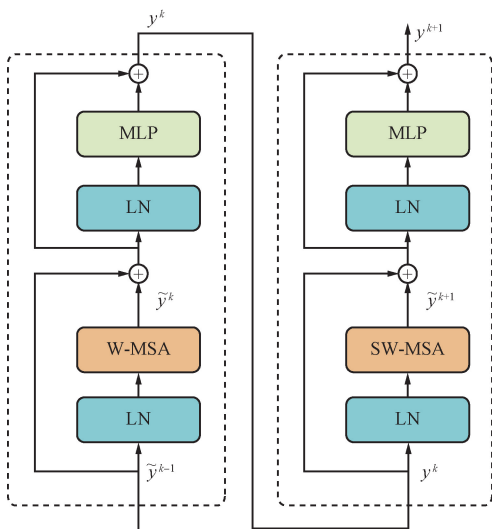 y^k
MLP
LN
ỹ^k
W-MSA
LN
ỹ^{k-1}
y^{k+1}
MLP
LN
ỹ^{k+1}
SW-MSA
LN
y^k